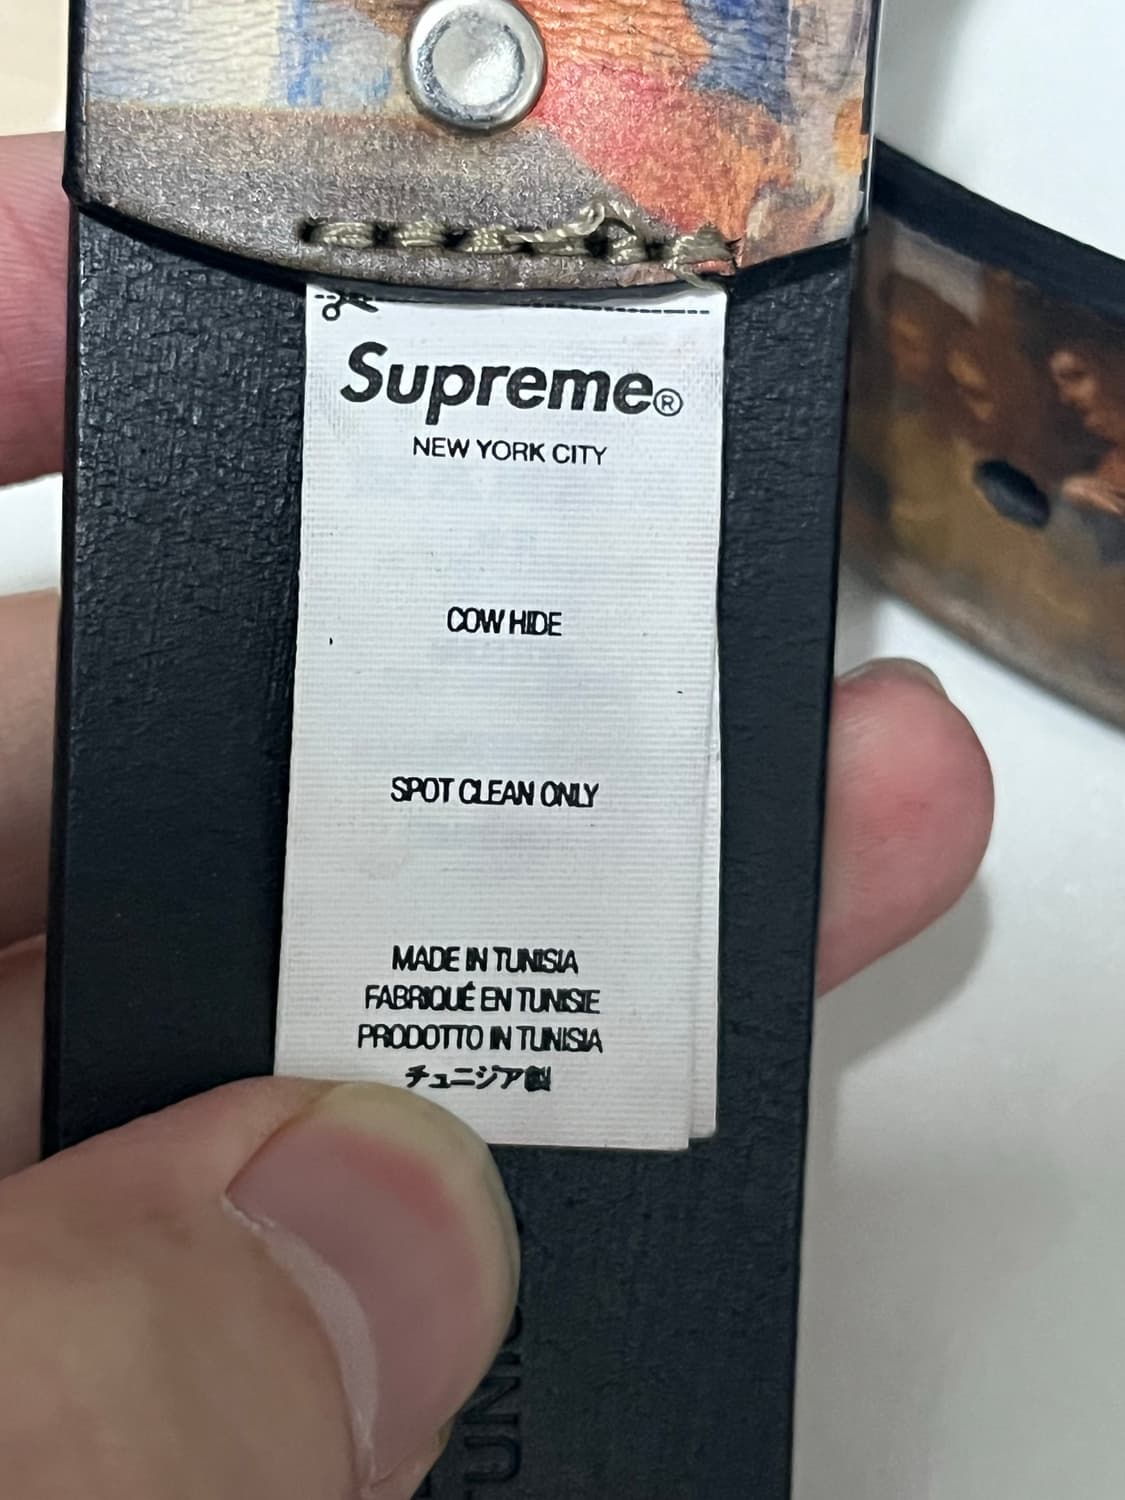 Supreme®
NEW YORK CITY
COW HIDE
SPOT CLEAN ONLY
MADE IN TUNISIA
FABRIQUÉ EN TUNISIE
PRODOTTO IN TUNISIA
チュニジア製